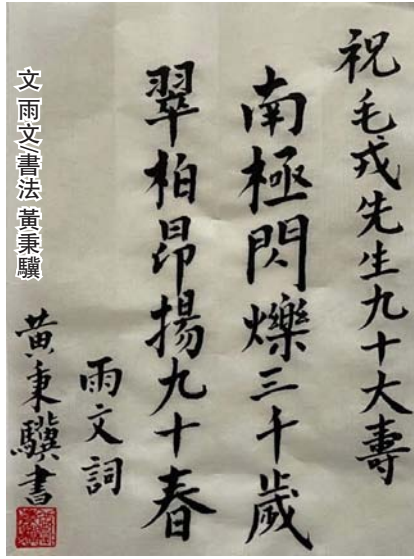 祝毛戎先生九十大壽
南極閃爍三千歲
翠柏昂揚九十春
雨文詞
黃秉驥書
文 雨文/書法 黃秉驥